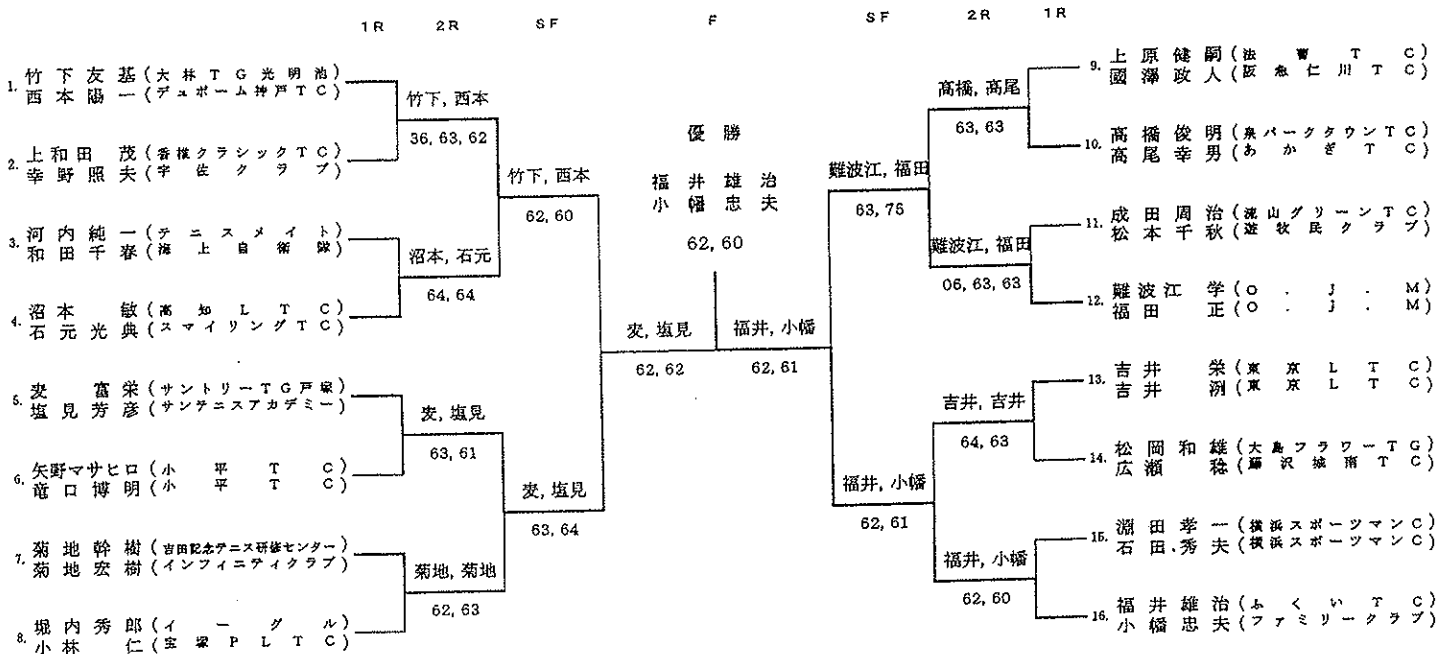 1R 2R SF F SF 2R 1R
1. 竹下友基 (大林TG光明池)
西本陽一 (デュポーム神戸TC)
2. 上和田茂 (香椎クラシックTC)
幸野照夫 (宇佐クラブ)
3. 河内純一 (テニスメイト)
和田千春 (海上自衛隊)
4. 沼本敏 (高知LTC)
石元光典 (スマイリングTC)
5. 麦富栄 (サントリーTG戸塚)
塩見芳彦 (サンテニスアカデミー)
6. 矢野マサヒロ (小平TC)
竜口博明 (小平TC)
7. 菊地幹樹 (吉田記念テニス研修センター)
菊地宏樹 (インフィニティクラブ)
8. 堀内秀郎 (イーグル)
小林仁 (宝塚PLTC)
竹下, 西本
36, 63, 62
沼本, 石元
64, 64
麦, 塩見
63, 61
菊地, 菊地
62, 63
竹下, 西本
62, 60
麦, 塩見
63, 64
麦, 塩見
62, 62
優勝
福井雄治
小幡忠夫
62, 60
福井, 小幡
62, 61
難波江, 福田
63, 75
福井, 小幡
62, 61
高橋, 高尾
63, 63
難波江, 福田
06, 63, 63
吉井, 吉井
64, 63
福井, 小幡
62, 60
9. 上原健嗣 (法曹TC)
國澤政人 (阪急仁川TC)
10. 高橋俊明 (泉パークタウンTC)
高尾幸男 (あかぎTC)
11. 成田周治 (流山グリーンTC)
松本千秋 (遊牧民クラブ)
12. 難波江学 (O.J.M)
福田正 (O.J.M)
13. 吉井栄 (東京LTC)
吉井洌 (東京LTC)
14. 松岡和雄 (大島フラワーTG)
広瀬稔 (藤沢城南TC)
15. 淵田孝一 (横浜スポーツマンC)
石田秀夫 (横浜スポーツマンC)
16. 福井雄治 (ふくいTC)
小幡忠夫 (ファミリークラブ)